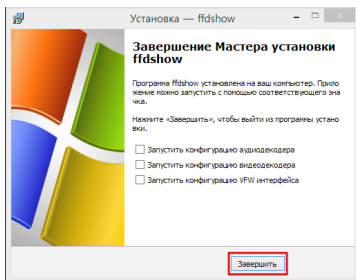 Установка — ffdshow
Завершение Мастера установки
ffdshow
Программа ffdshow установлена на ваш компьютер. Прило
жение можно запустить с помощью соответствующего зна
чка.
Нажмите «Завершить», чтобы выйти из программы устано
вки.
Запустить конфигурацию аудиодекодера
Запустить конфигурацию видеодекодера
Запустить конфигурацию VFW интерфейса
Завершить